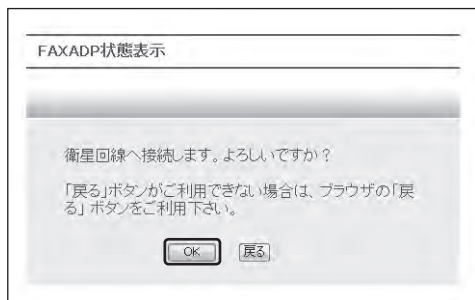 FAXADP状態表示
衛星回線へ接続します。よろしいですか？
「戻る」ボタンがご利用できない場合は、ブラウザの「戻
る」ボタンをご利用下さい。
OK 戻る